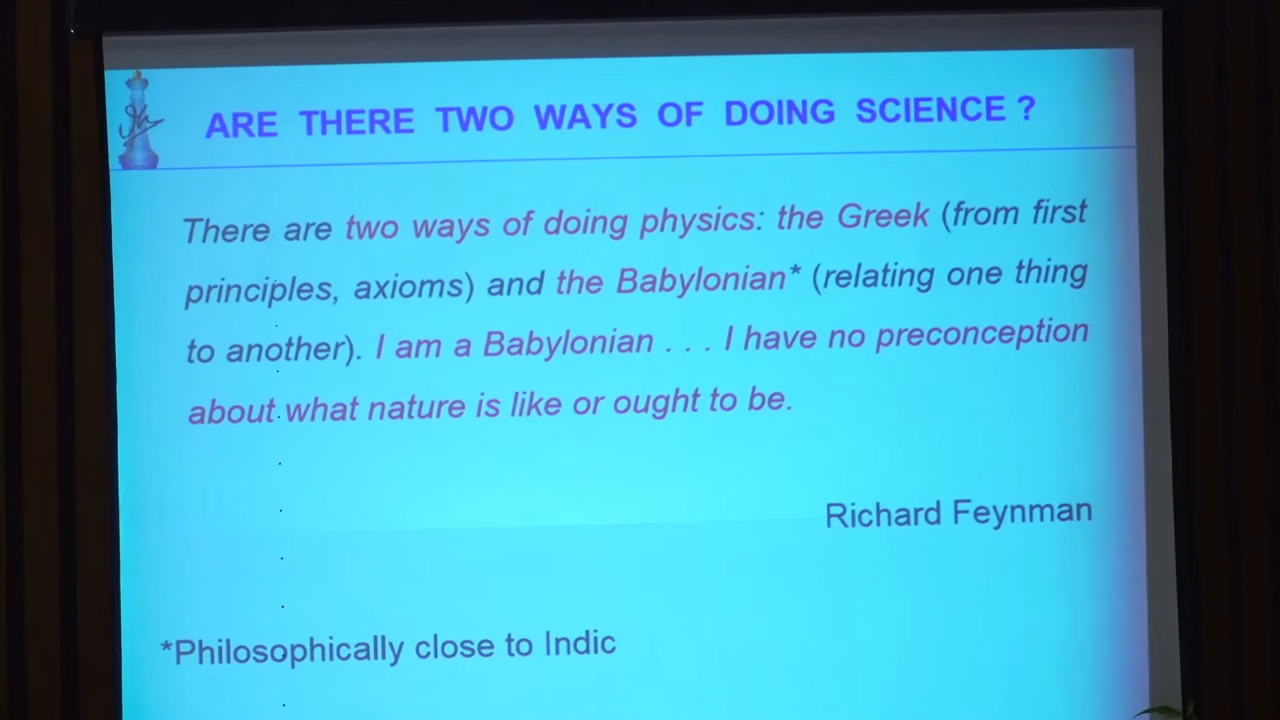 ARE THERE TWO WAYS OF DOING SCIENCE ?
There are two ways of doing physics: the Greek (from first
principles, axioms) and the Babylonian* (relating one thing
to another). I am a Babylonian . . . I have no preconception
about what nature is like or ought to be.
Richard Feynman
*Philosophically close to Indic